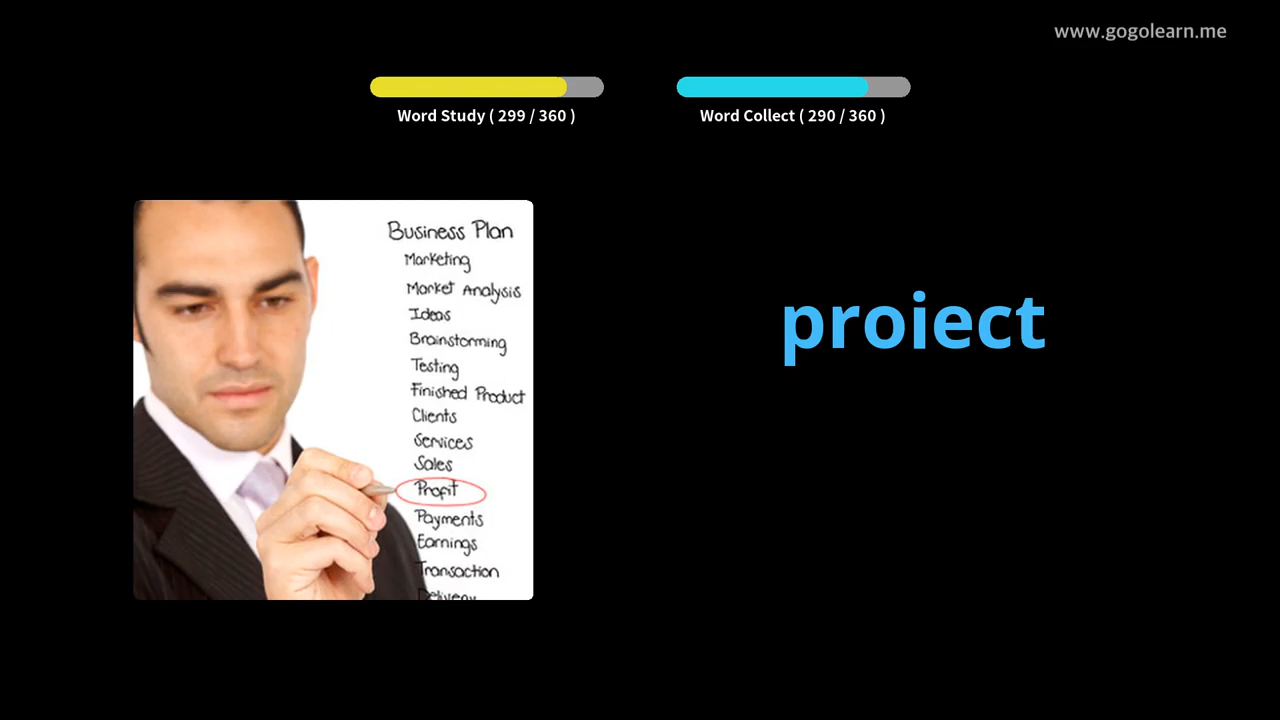 www.gogolearn.me
Word Study ( 299 / 360 )
Word Collect ( 290 / 360 )
Business Plan
Marketing
Market Analysis
Ideas
Brainstorming
Testing
Finished Product
Clients
Services
Sales
Profit
Payments
Earnings
Transaction
Delivery
proiect